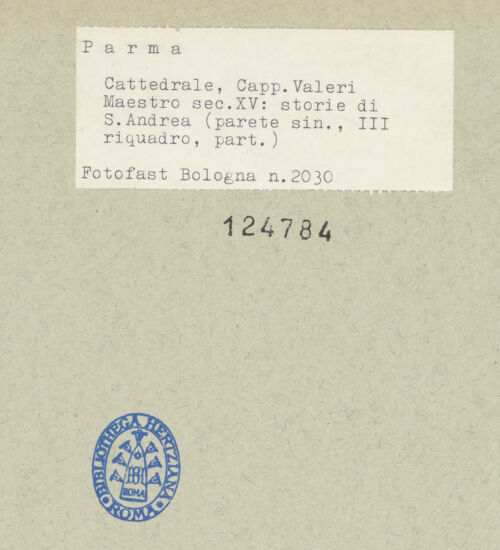 P a r m a
Cattedrale, Capp.Valeri
Maestro sec.XV: storie di
S.Andrea (parete sin., III
riquadro, part.)
Fotofast Bologna n.2030
124784
BIBLIOTHECA HERTZIANA
ROMA
ROMA